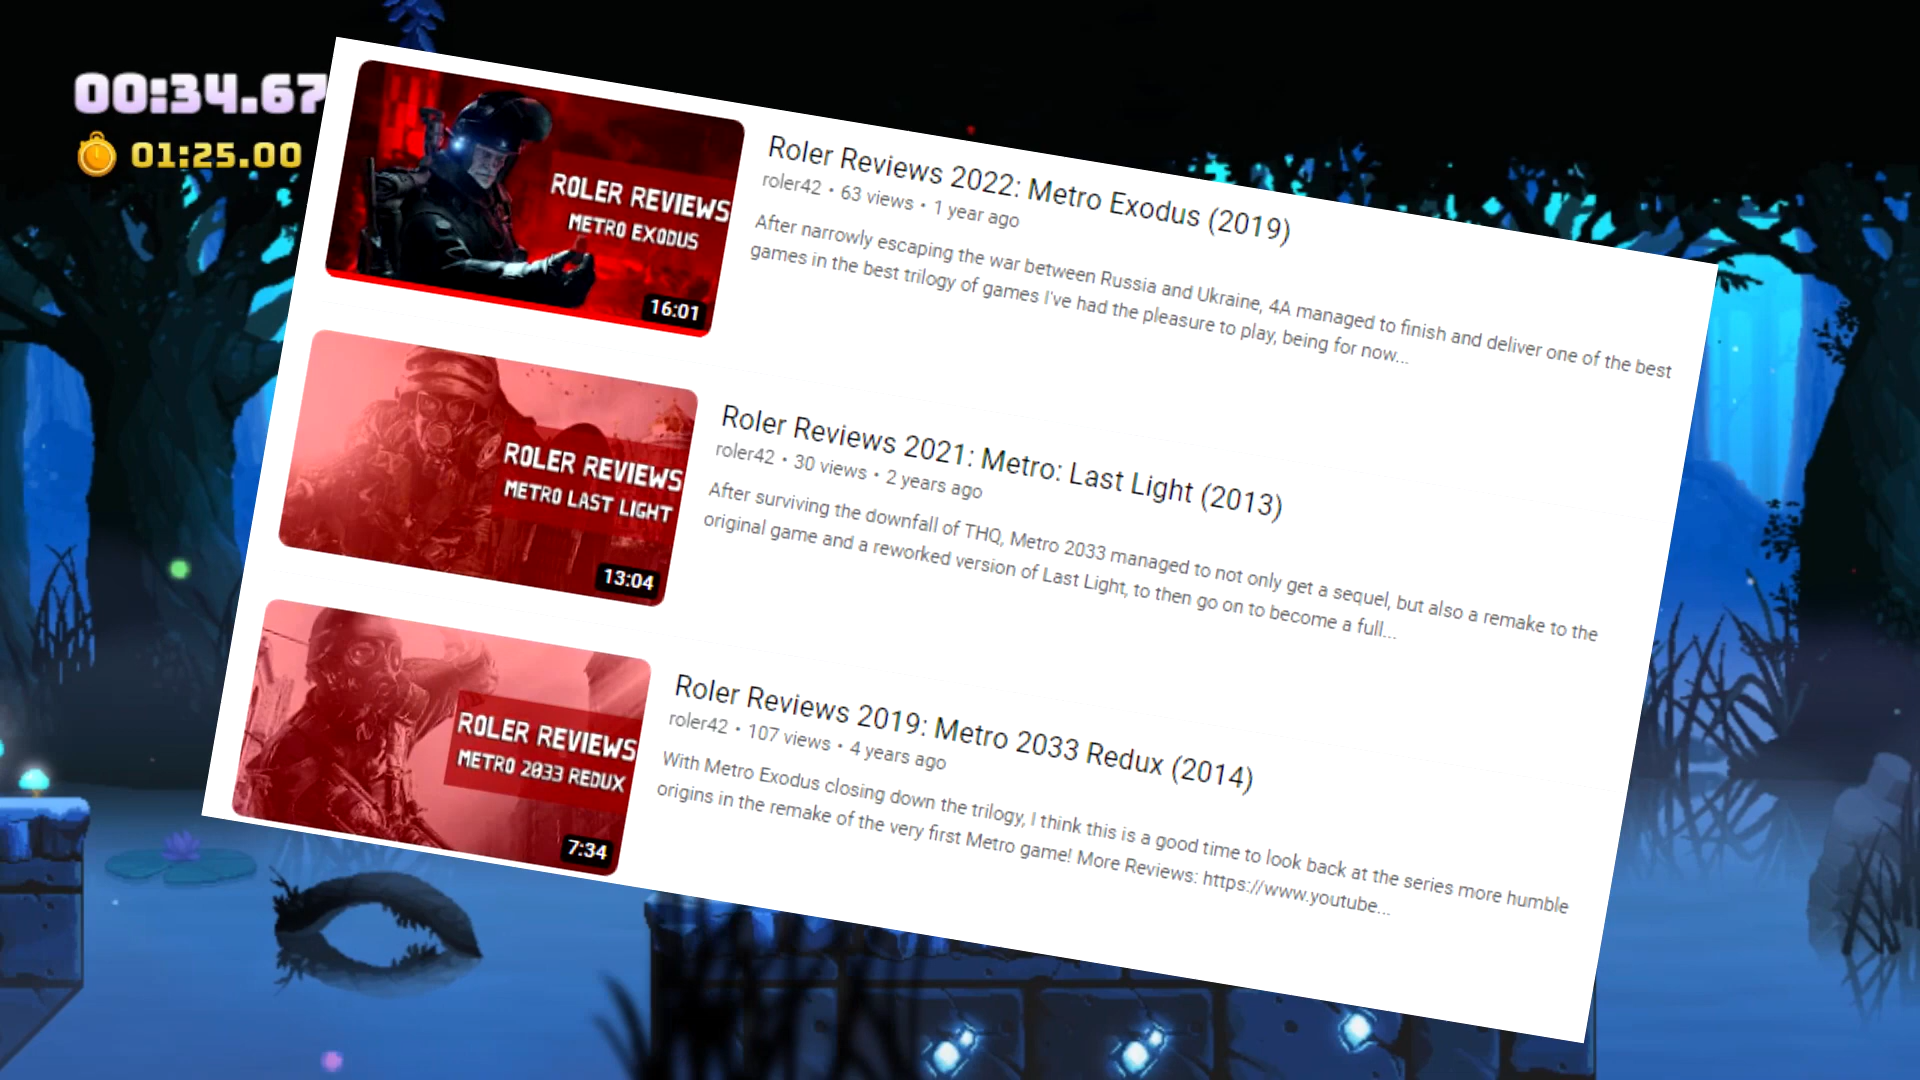 00:34.67
01:25.00
ROLER REVIEWS
METRO EXODUS
16:01
Roler Reviews 2022: Metro Exodus (2019)
roler42 • 63 views • 1 year ago
After narrowly escaping the war between Russia and Ukraine, 4A managed to finish and deliver one of the best
games in the best trilogy of games I've had the pleasure to play, being for now...
ROLER REVIEWS
METRO LAST LIGHT
13:04
Roler Reviews 2021: Metro: Last Light (2013)
roler42 • 30 views • 2 years ago
After surviving the downfall of THQ, Metro 2033 managed to not only get a sequel, but also a remake to the
original game and a reworked version of Last Light, to then go on to become a full...
ROLER REVIEWS
METRO 2033 REDUX
7:34
Roler Reviews 2019: Metro 2033 Redux (2014)
roler42 • 107 views • 4 years ago
With Metro Exodus closing down the trilogy, I think this is a good time to look back at the series more humble
origins in the remake of the very first Metro game! More Reviews: https://www.youtube...